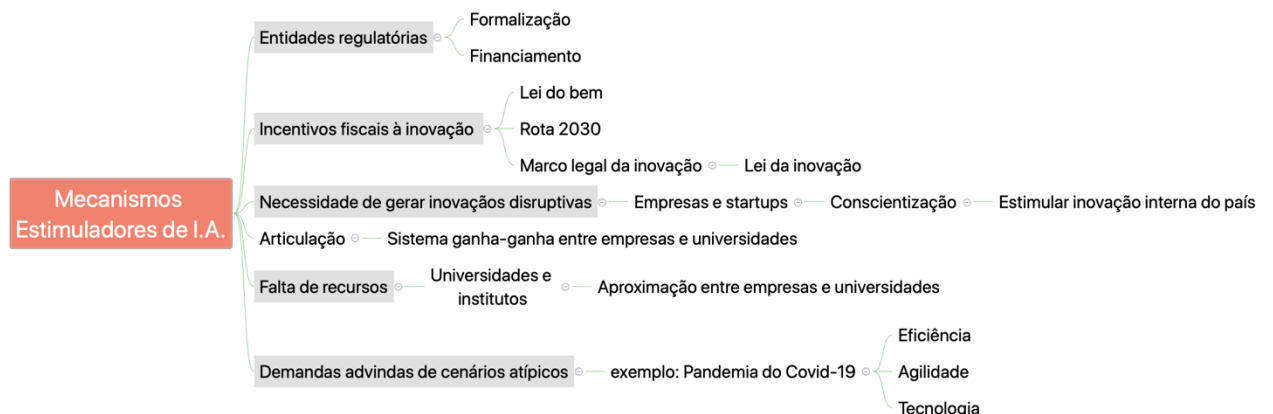 Mecanismos
Estimuladores de I.A.
Entidades regulatórias
Formalização
Financiamento
Incentivos fiscais à inovação
Lei do bem
Rota 2030
Marco legal da inovação
Lei da inovação
Necessidade de gerar inovaçãos disruptivas
Empresas e startups
Conscientização
Estimular inovação interna do país
Articulação
Sistema ganha-ganha entre empresas e universidades
Falta de recursos
Universidades e
institutos
Aproximação entre empresas e universidades
Demandas advindas de cenários atípicos
exemplo: Pandemia do Covid-19
Eficiência
Agilidade
Tecnologia